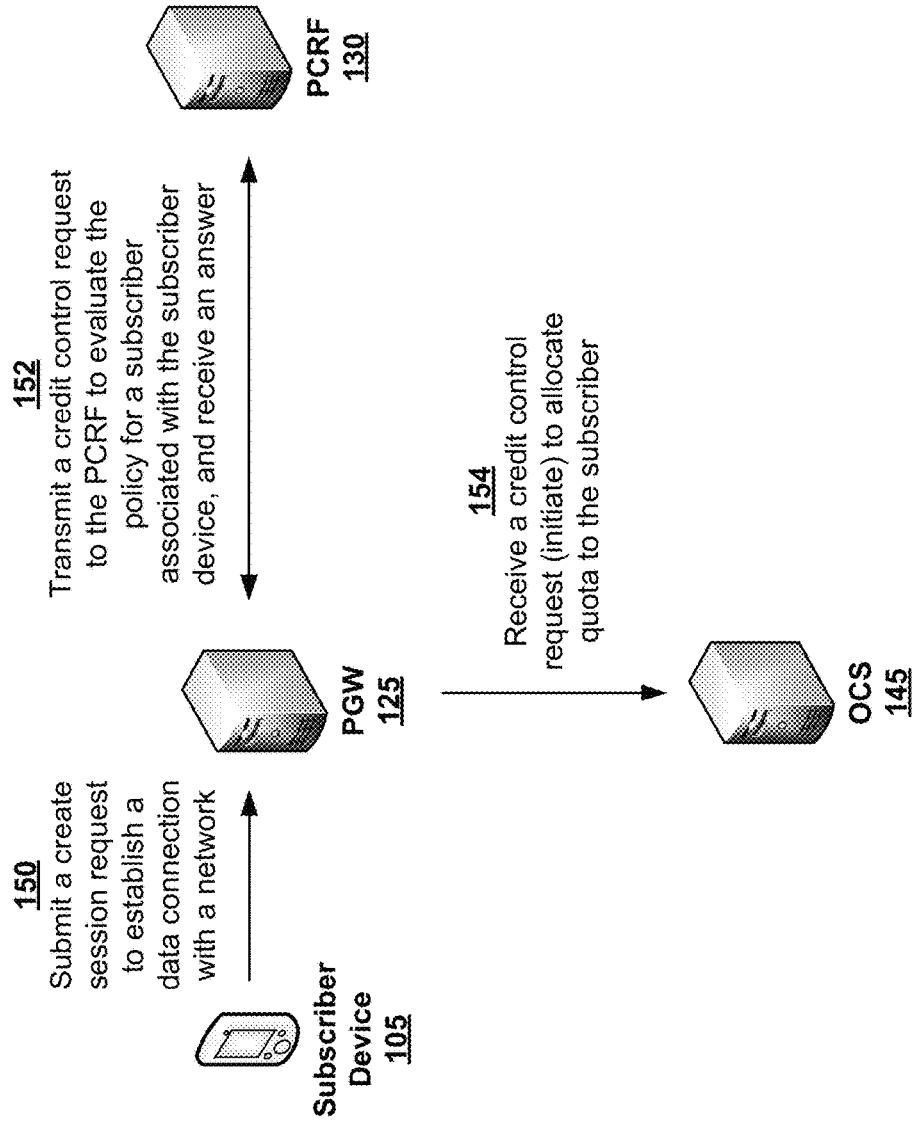 150
Submit a create
session request
to establish a
data connection
with a network
152
Transmit a credit control request
to the PCRF to evaluate the
policy for a subscriber
associated with the subscriber
device, and receive an answer
Subscriber
Device
105
PGW
125
PCRF
130
154
Receive a credit control
request (initiate) to allocate
quota to the subscriber
OCS
145